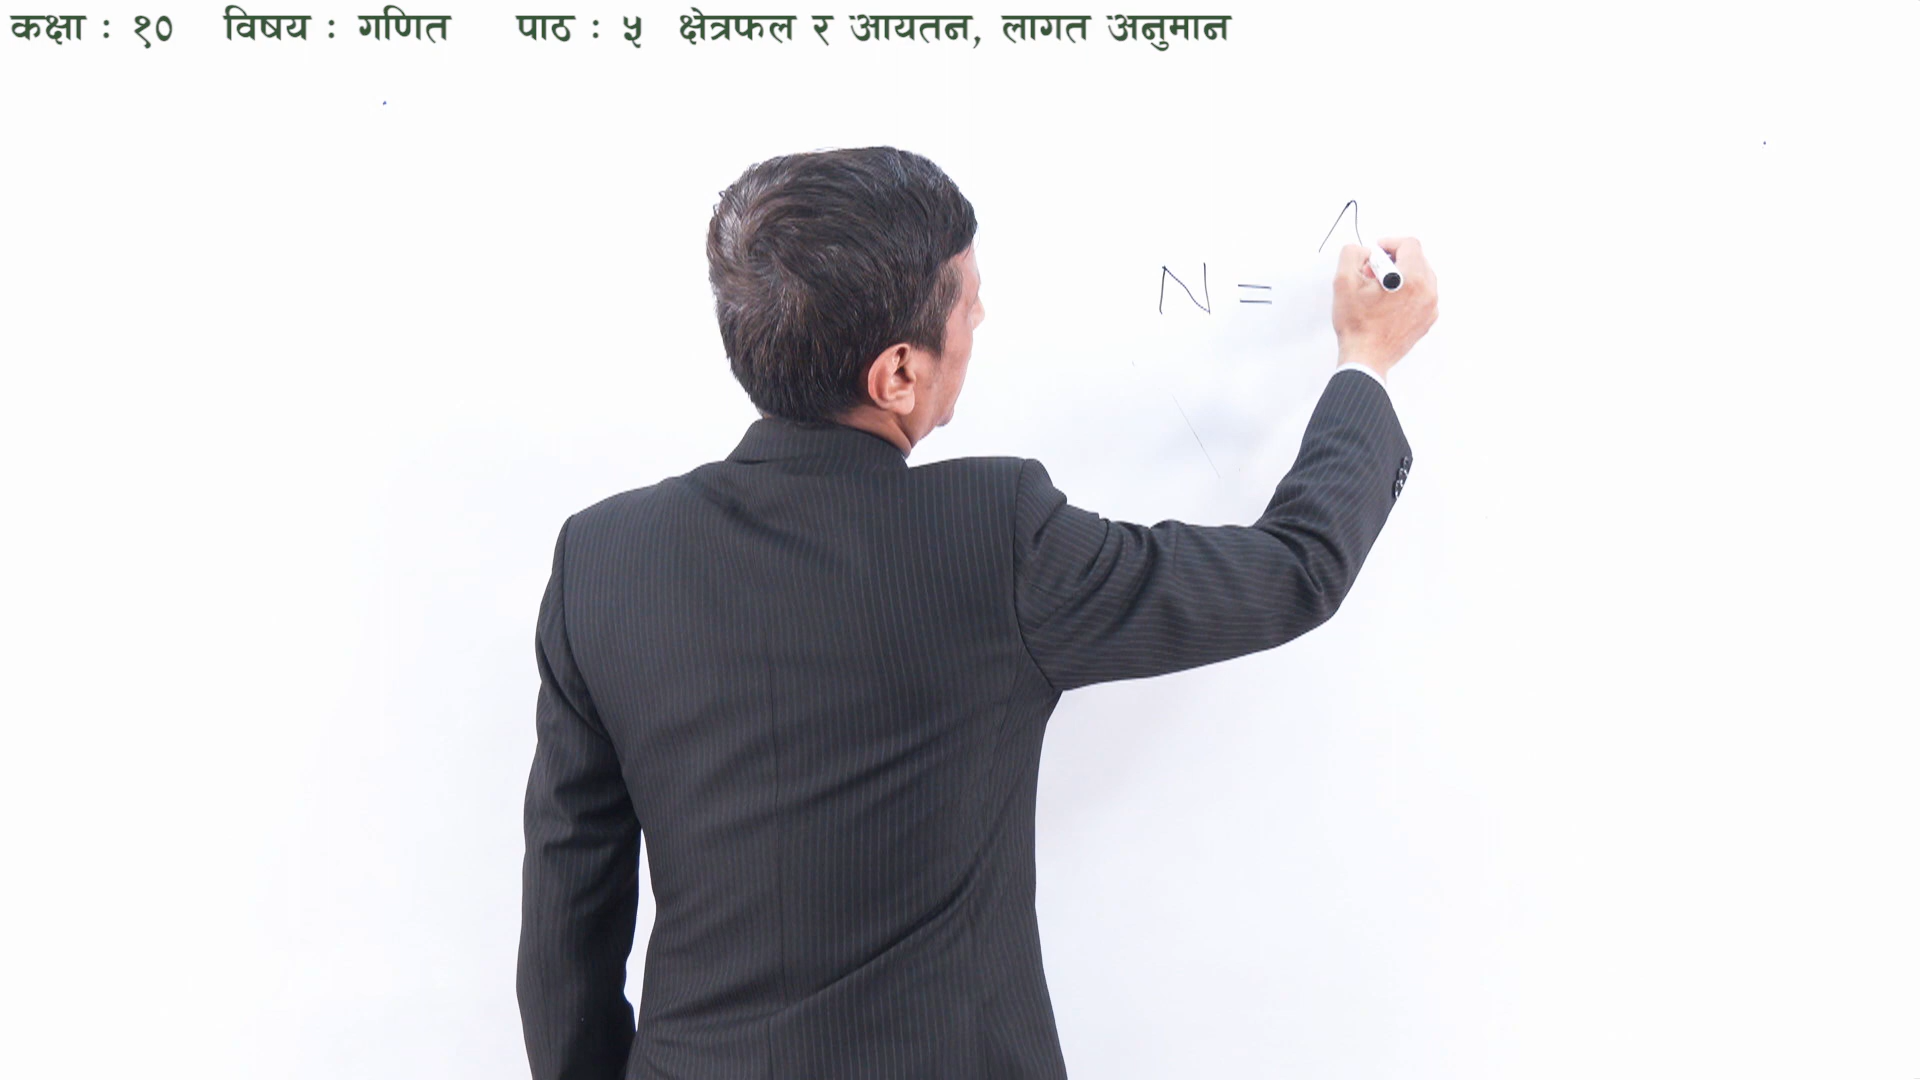 कक्षा : १० विषय : गणित पाठ : ५ क्षेत्रफल र आयतन, लागत अनुमान
N =